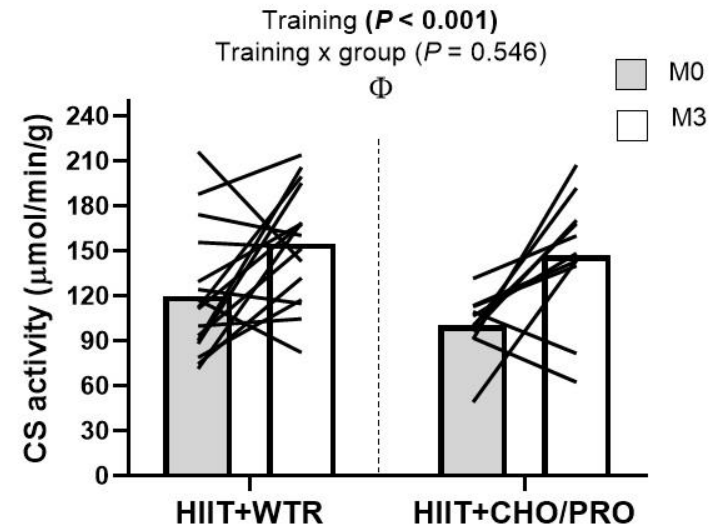 Training (P < 0.001)
Training x group (P = 0.546)
Φ
M0
M3
CS activity (µmol/min/g)
240
210
180
150
120
90
60
30
0
HIIT+WTR
HIIT+CHO/PRO